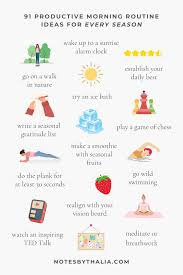 91 PRODUCTIVE MORNING ROUTINE
IDEAS FOR EVERY SEASON
wake up to a sunrise
alarm clock
go on a walk
in nature
establish your
daily best
try an ice bath
write a seasonal
gratitude list
play a game of chess
make a smoothie
with seasonal
fruits
do the plank for
at least 30 seconds
go wild
swimming
realign with your
vision board
watch an inspiring
TED Talk
meditate or
breathwork
NOTESBYTHALIA.COM